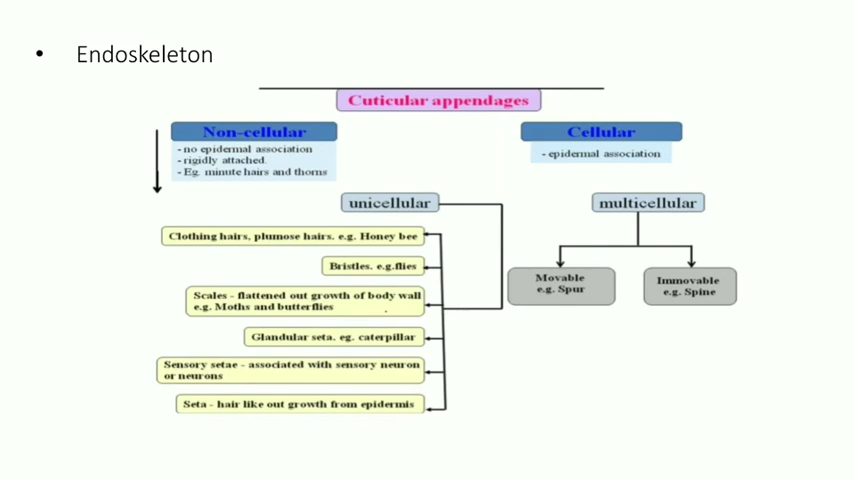 • Endoskeleton
Cuticular appendages
Non-cellular
- no epidermal association
- rigidly attached.
- Eg. minute hairs and thorns
Cellular
- epidermal association
unicellular
Clothing hairs, plumose hairs. e.g. Honey bee
Bristles. e.g.flies
Scales - flattened out growth of body wall
e.g. Moths and butterflies
Glandular seta. eg. caterpillar
Sensory setae - associated with sensory neuron
or neurons
Seta - hair like out growth from epidermis
multicellular
Movable
e.g. Spur
Immovable
e.g. Spine